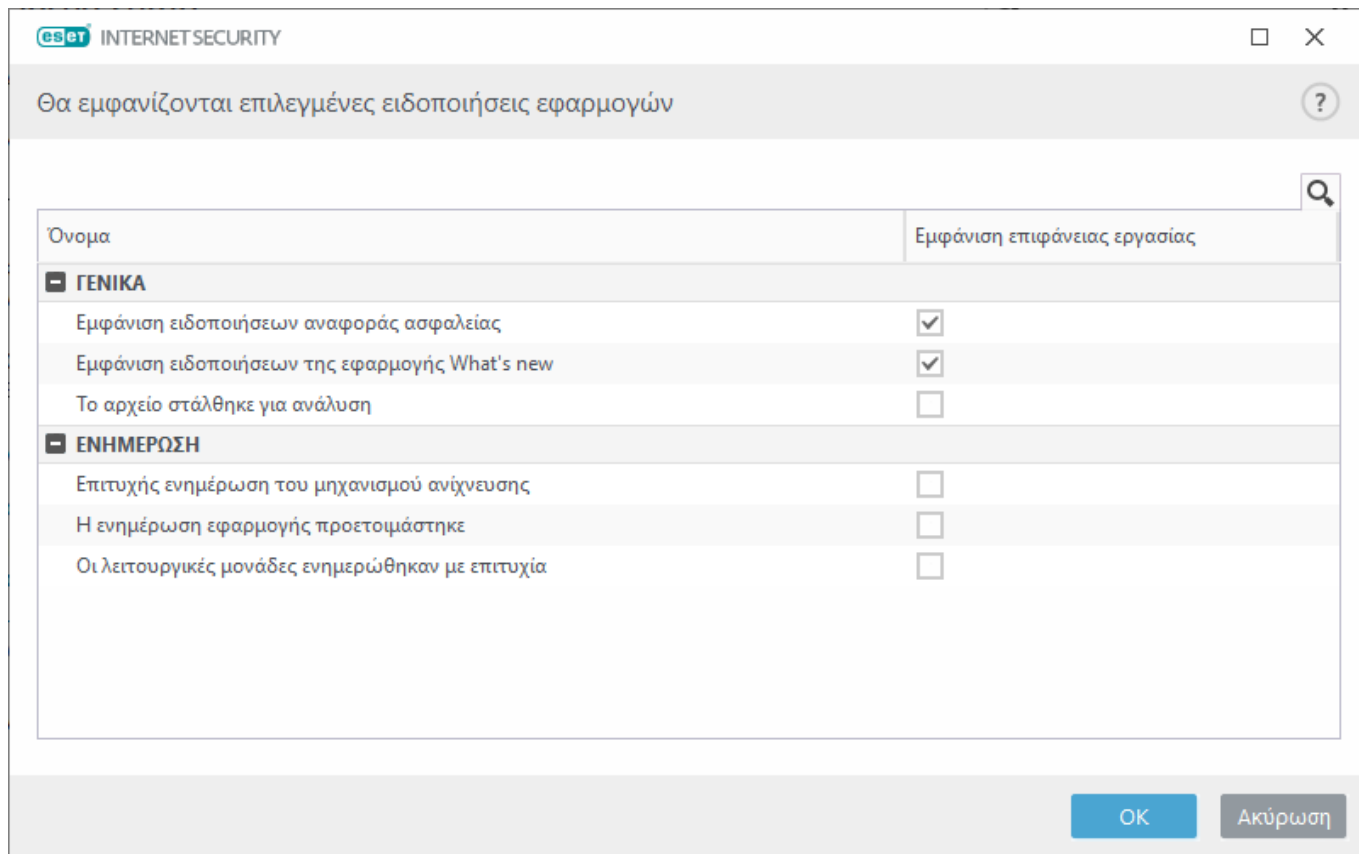 eset INTERNET SECURITY
Θα εμφανίζονται επιλεγμένες ειδοποιήσεις εφαρμογών
?
Όνομα
Εμφάνιση επιφάνειας εργασίας
ΓΕΝΙΚΑ
Εμφάνιση ειδοποιήσεων αναφοράς ασφαλείας
Εμφάνιση ειδοποιήσεων της εφαρμογής What's new
Το αρχείο στάλθηκε για ανάλυση
ΕΝΗΜΕΡΩΣΗ
Επιτυχής ενημέρωση του μηχανισμού ανίχνευσης
Η ενημέρωση εφαρμογής προετοιμάστηκε
Οι λειτουργικές μονάδες ενημερώθηκαν με επιτυχία
OK
Ακύρωση